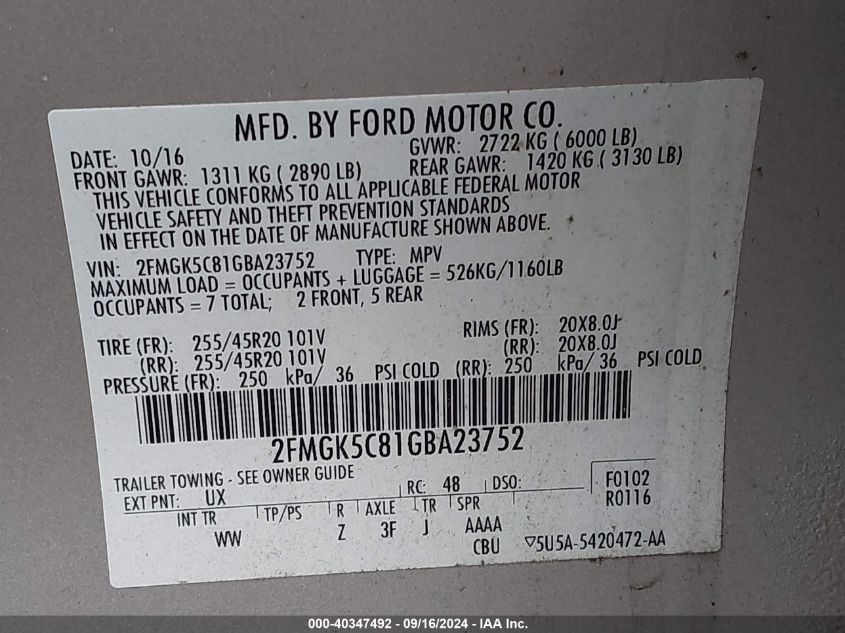 MFD. BY FORD MOTOR CO.
DATE: 10/16 GVWR: 2722 KG ( 6000 LB)
FRONT GAWR: 1311 KG ( 2890 LB) REAR GAWR: 1420 KG ( 3130 LB)
THIS VEHICLE CONFORMS TO ALL APPLICABLE FEDERAL MOTOR
VEHICLE SAFETY AND THEFT PREVENTION STANDARDS
IN EFFECT ON THE DATE OF MANUFACTURE SHOWN ABOVE.
VIN: 2FMGK5C81GBA23752 TYPE: MPV
MAXIMUM LOAD = OCCUPANTS + LUGGAGE = 526KG/1160LB
OCCUPANTS = 7 TOTAL; 2 FRONT, 5 REAR
TIRE (FR): 255/45R20 101V RIMS (FR): 20X8.0J
(RR): 255/45R20 101V (RR): 20X8.0J
PRESSURE (FR): 250 kPa/ 36 PSI COLD (RR): 250 kPa/ 36 PSI COLD
2FMGK5C81GBA23752
TRAILER TOWING - SEE OWNER GUIDE
EXT PNT: UX RC: 48 DSO: F0102
R0116
INT TR TP/PS R AXLE TR SPR
WW Z 3F J AAAA
CBU ▽5U5A-5420472-AA
000-40347492 - 09/16/2024 - IAA Inc.